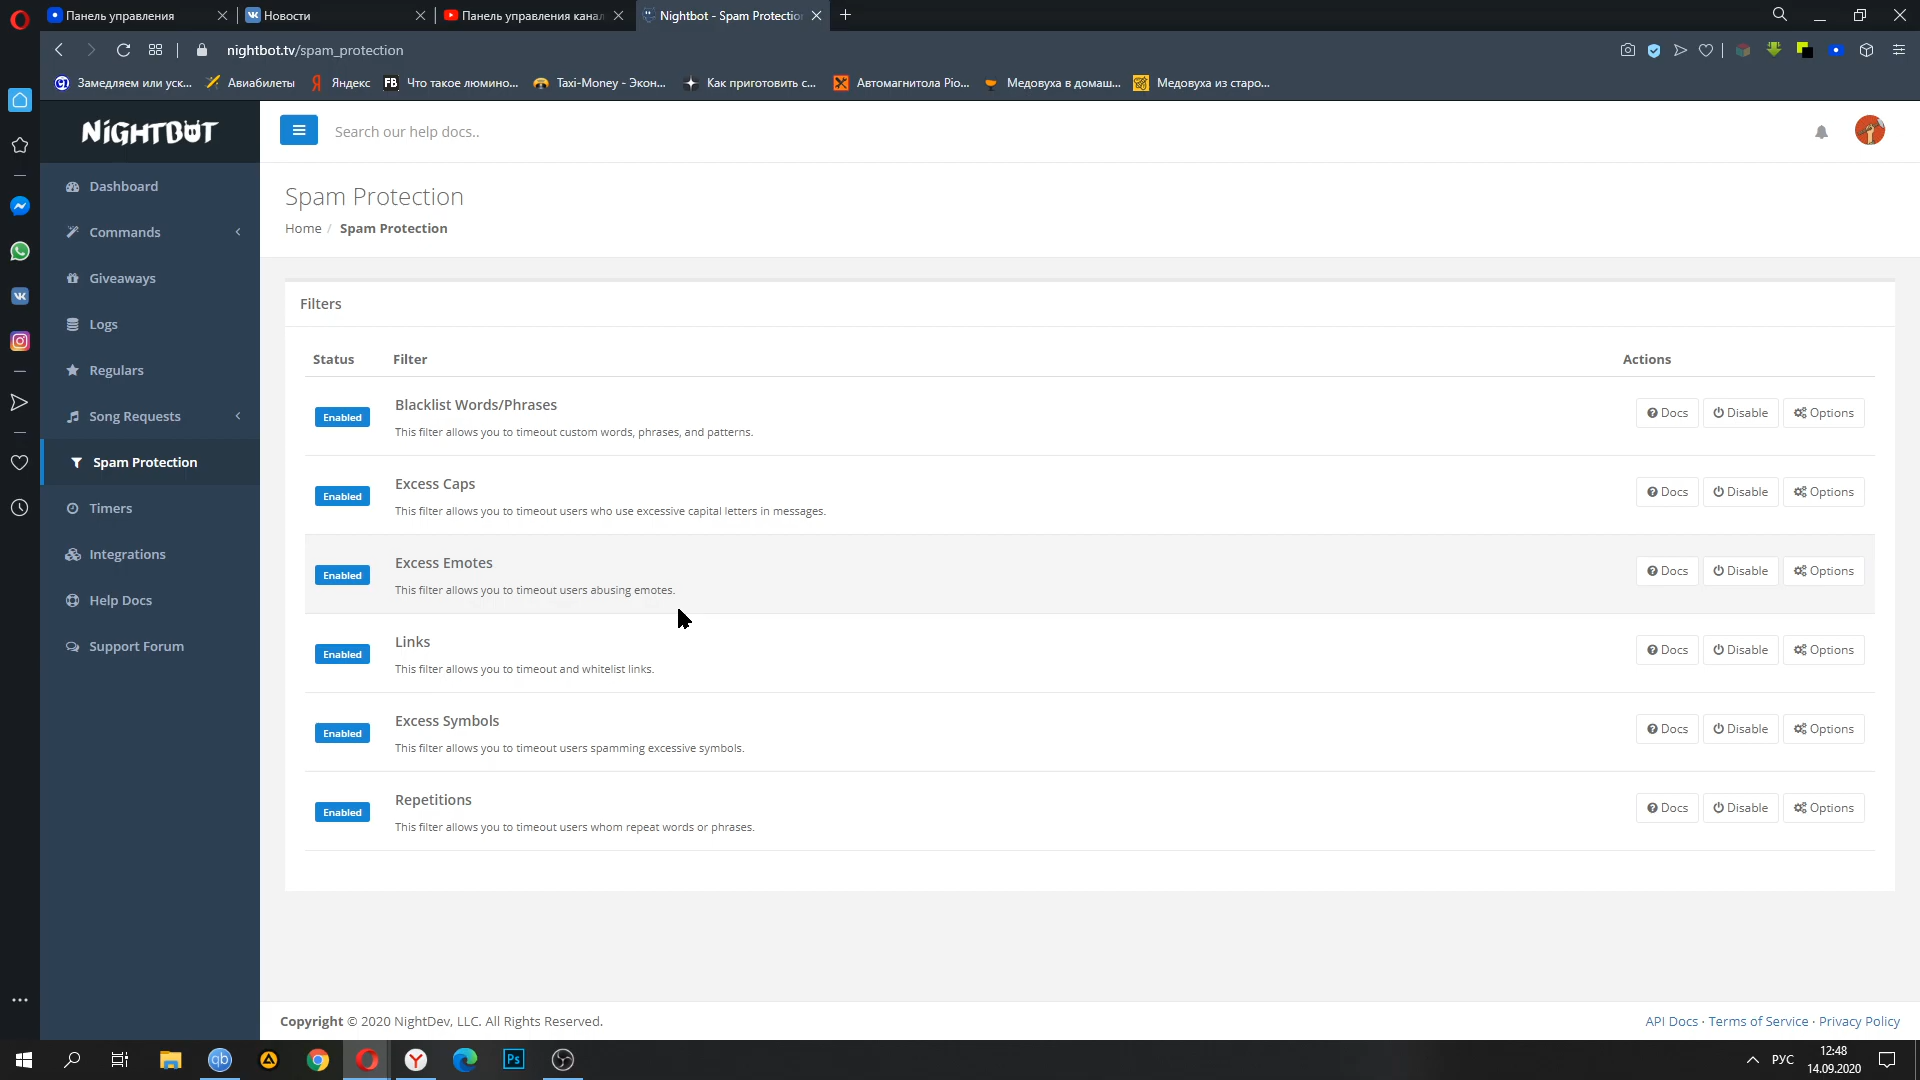 Панель управления
Новости
Панель управления канал
Nightbot - Spam Protectio
nightbot.tv/spam_protection
Замедляем или уск...
Авиабилеты
Яндекс
FB Что такое люмино...
Taxi-Money - Экон...
Как приготовить с...
Автомагнитола Pio...
Медовуха в домаш...
Медовуха из старо...
NIGHTBOT
Search our help docs..
Dashboard
Commands
Giveaways
Logs
Regulars
Song Requests
Spam Protection
Timers
Integrations
Help Docs
Support Forum
Spam Protection
Home / Spam Protection
Filters
Status Filter Actions
Enabled Blacklist Words/Phrases Docs Disable Options
This filter allows you to timeout custom words, phrases, and patterns.
Enabled Excess Caps Docs Disable Options
This filter allows you to timeout users who use excessive capital letters in messages.
Enabled Excess Emotes Docs Disable Options
This filter allows you to timeout users abusing emotes.
Enabled Links Docs Disable Options
This filter allows you to timeout and whitelist links.
Enabled Excess Symbols Docs Disable Options
This filter allows you to timeout users spamming excessive symbols.
Enabled Repetitions Docs Disable Options
This filter allows you to timeout users whom repeat words or phrases.
Copyright © 2020 NightDev, LLC. All Rights Reserved.
API Docs · Terms of Service · Privacy Policy
qb
Ps
РУС
12:48
14.09.2020